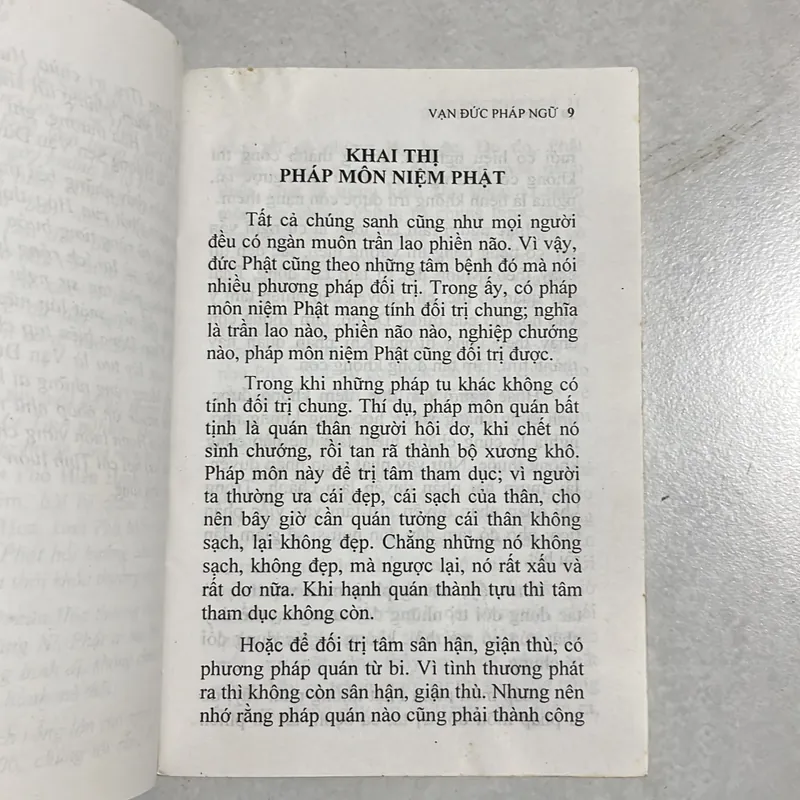 VẠN ĐỨC PHÁP NGỮ 9
KHAI THỊ
PHÁP MÔN NIỆM PHẬT
Tất cả chúng sanh cũng như mọi người
đều có ngàn muôn trần lao phiền não. Vì vậy,
đức Phật cũng theo những tâm bệnh đó mà nói
nhiều phương pháp đối trị. Trong ấy, có pháp
môn niệm Phật mang tính đối trị chung; nghĩa
là trần lao nào, phiền não nào, nghiệp chướng
nào, pháp môn niệm Phật cũng đối trị được.
Trong khi những pháp tu khác không có
tính đối trị chung. Thí dụ, pháp môn quán bất
tịnh là quán thân người hôi dơ, khi chết nó
sình chướng, rồi tan rã thành bộ xương khô.
Pháp môn này để trị tâm tham dục; vì người
ta thường ưa cái đẹp, cái sạch của thân, cho
nên bây giờ cần quán tưởng cái thân không
sạch, lại không đẹp. Chẳng những nó không
sạch, không đẹp, mà ngược lại, nó rất xấu và
rất dơ nữa. Khi hạnh quán thành tựu thì tâm
tham dục không còn.
Hoặc để đối trị tâm sân hận, giận thù, có
phương pháp quán từ bi. Vì tình thương phát
ra thì không còn sân hận, giận thù. Nhưng nên
nhớ rằng pháp quán nào cũng phải thành công